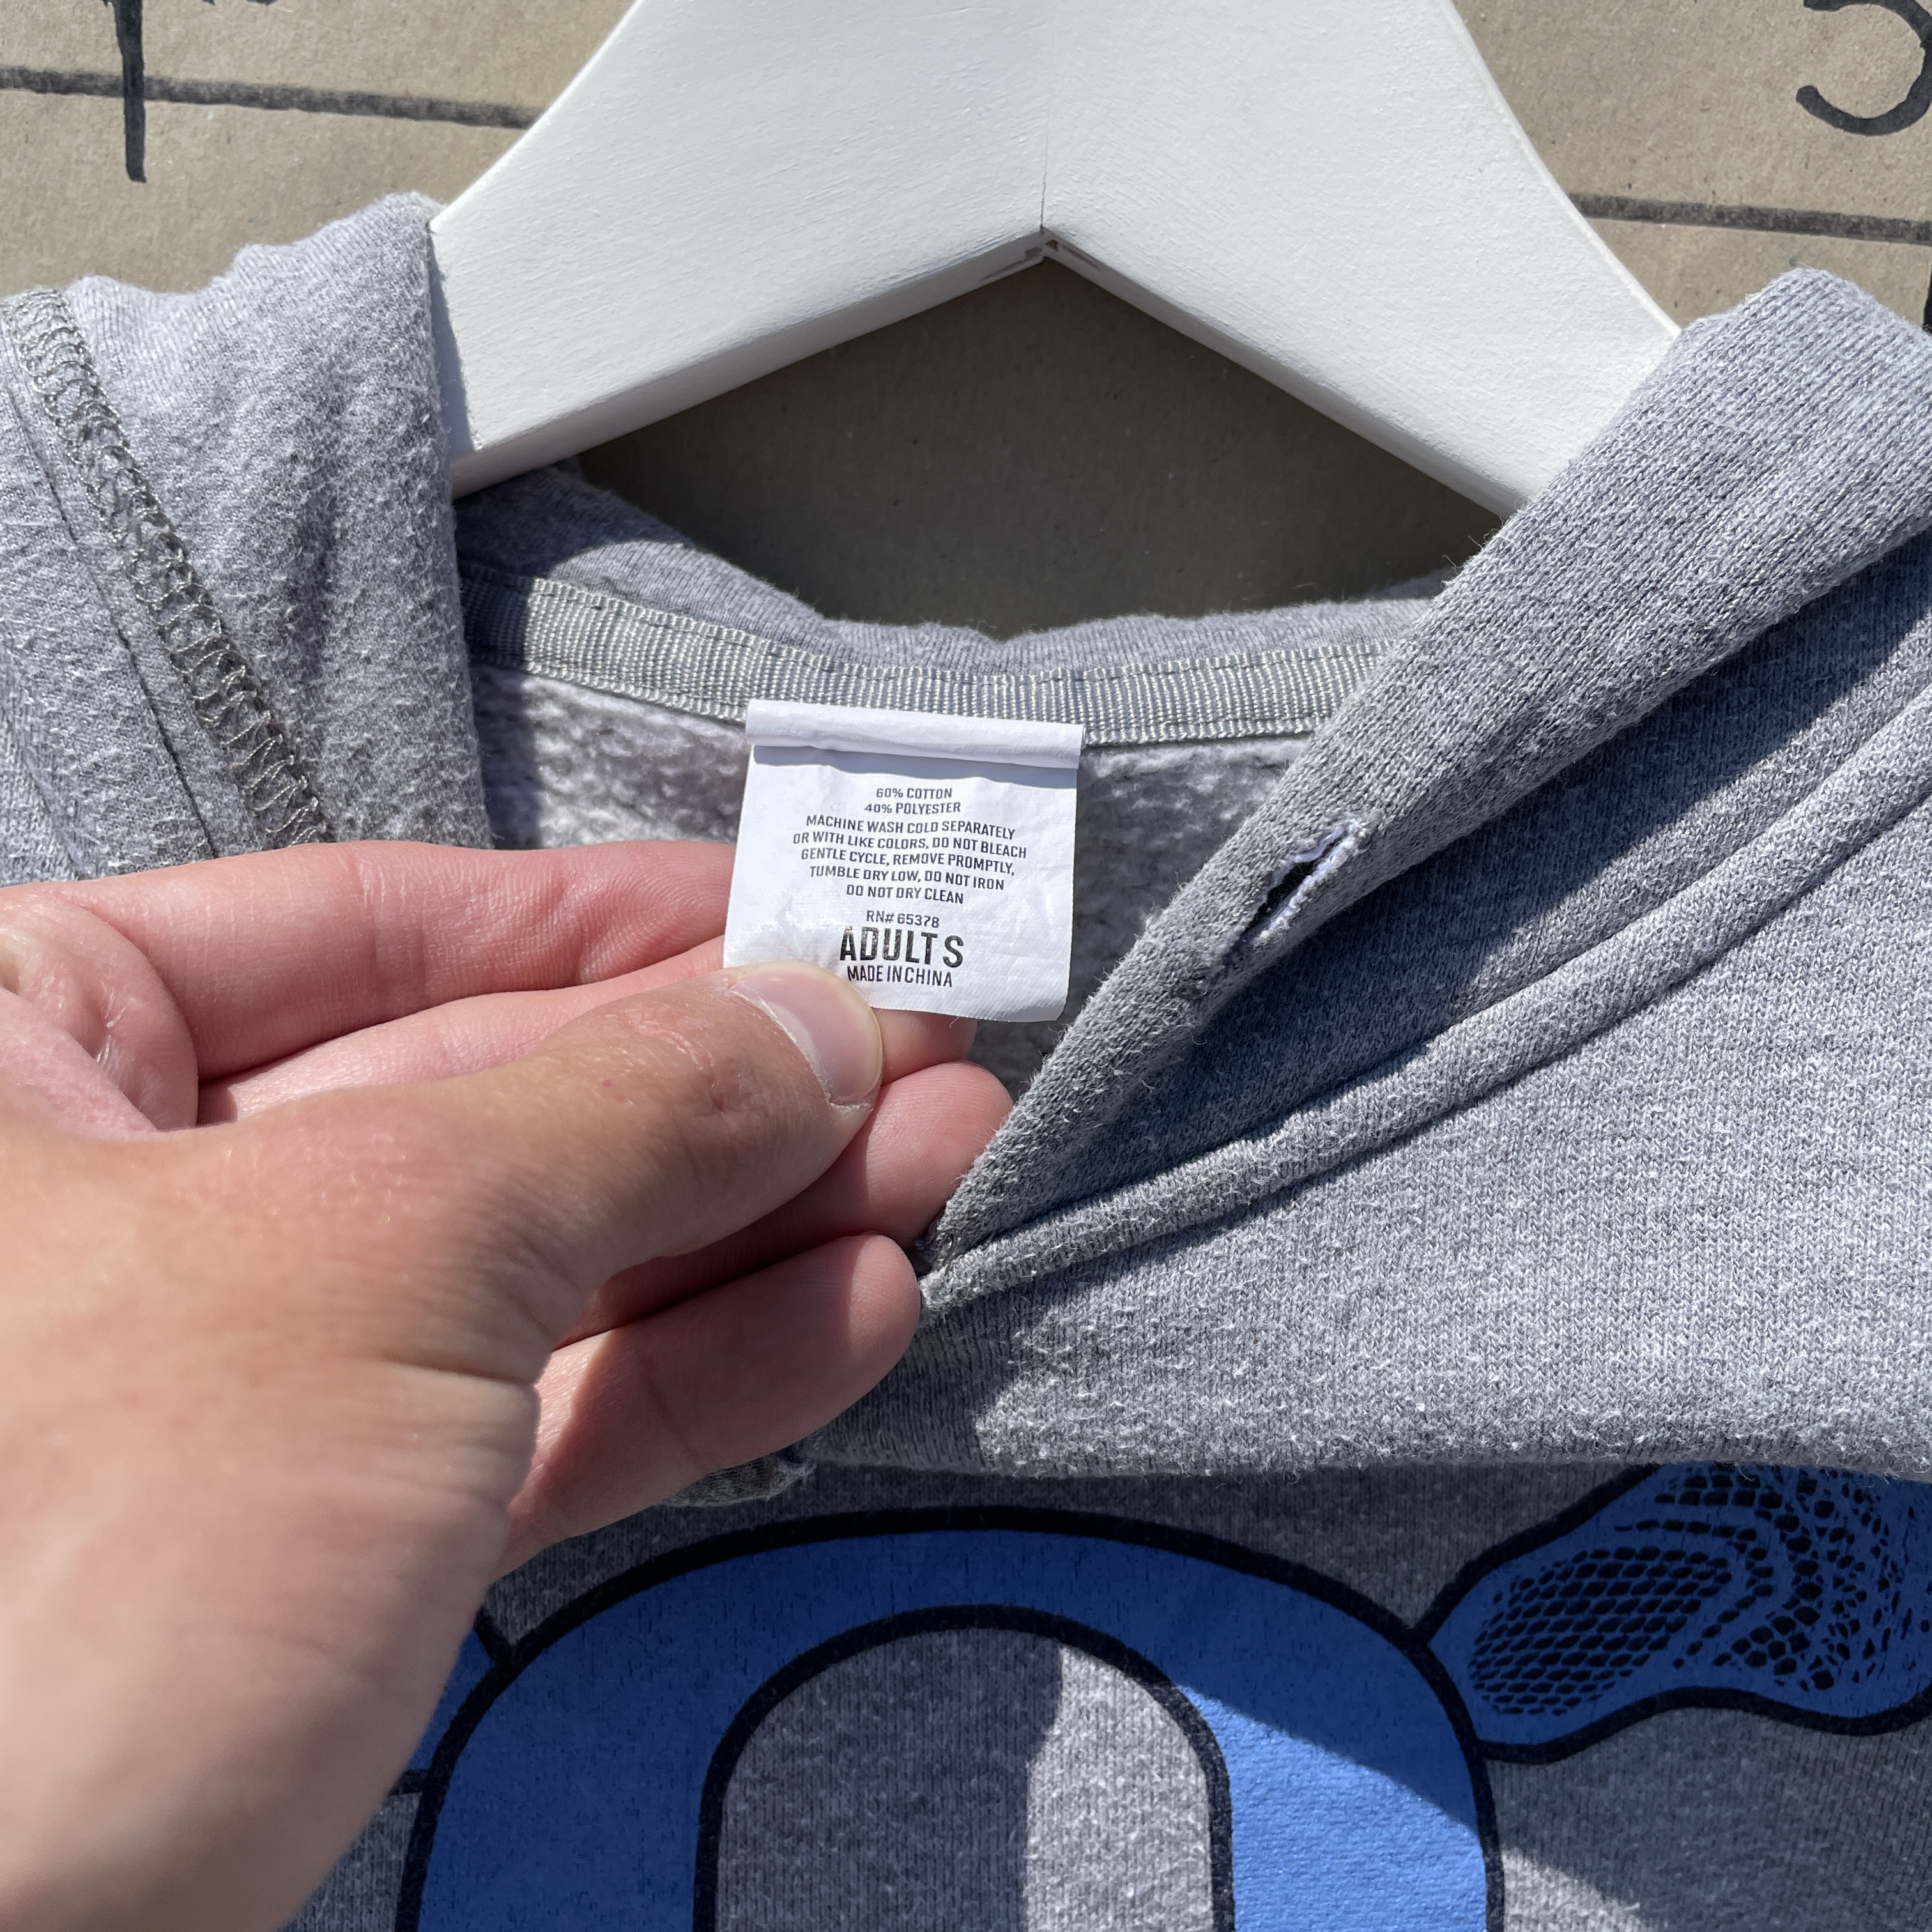 60% COTTON
40% POLYESTER
MACHINE WASH COLD SEPARATELY
OR WITH LIKE COLORS, DO NOT BLEACH
GENTLE CYCLE, REMOVE PROMPTLY,
TUMBLE DRY LOW, DO NOT IRON
DO NOT DRY CLEAN
RN# 65378
ADULT S
MADE IN CHINA